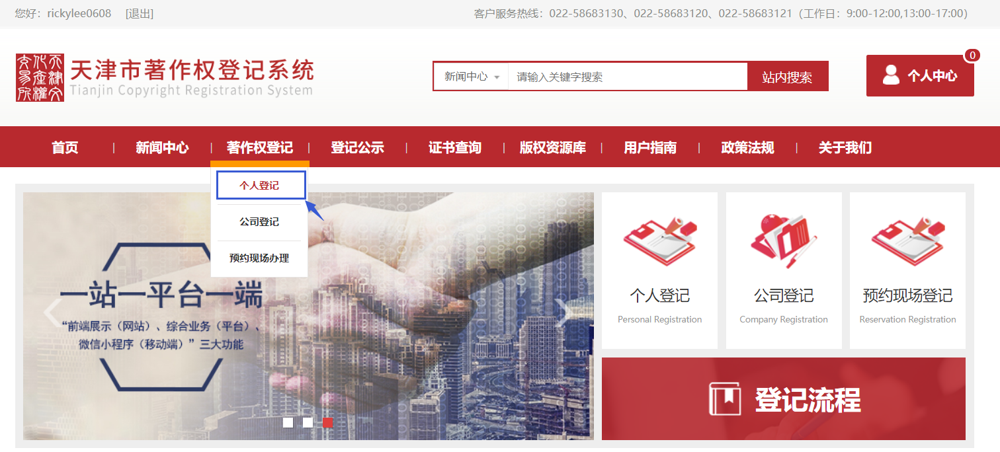 您好：rickylee0608 [退出]
客户服务热线：022-58683130、022-58683120、022-58683121（工作日：9:00-12:00,13:00-17:00）
天津市著作权登记系统
Tianjin Copyright Registration System
新闻中心
请输入关键字搜索
站内搜索
个人中心
0
首页 | 新闻中心 | 著作权登记 | 登记公示 | 证书查询 | 版权资源库 | 用户指南 | 政策法规 | 关于我们
个人登记
公司登记
预约现场办理
一站一平台一端
“前端展示（网站）、综合业务（平台）、
微信小程序（移动端）”三大功能
个人登记
Personal Registration
公司登记
Company Registration
预约现场登记
Reservation Registration
登记流程